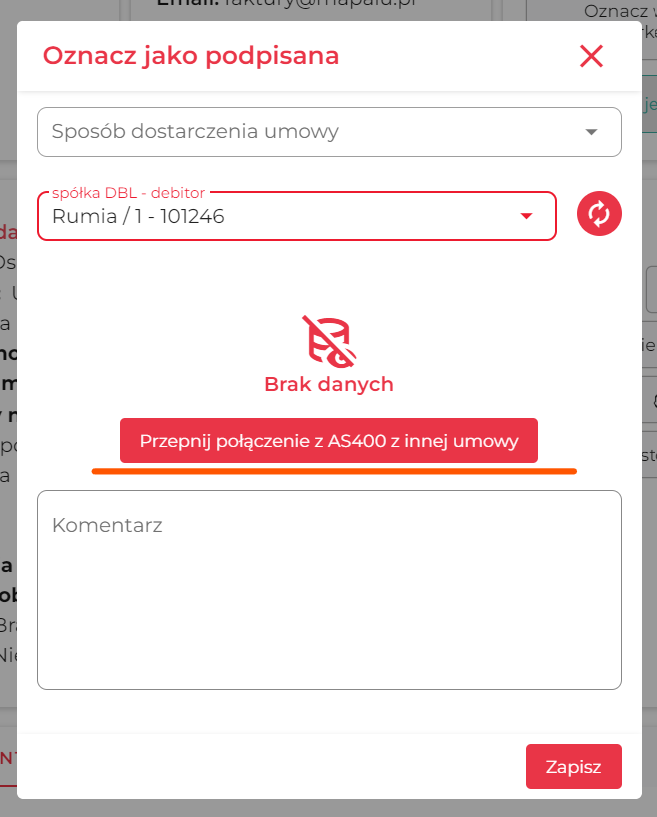 Oznacz jako podpisana
Sposób dostarczenia umowy
spółka DBL - debitor
Rumia / 1 - 101246
Brak danych
Przepnij połączenie z AS400 z innej umowy
Komentarz
Zapisz